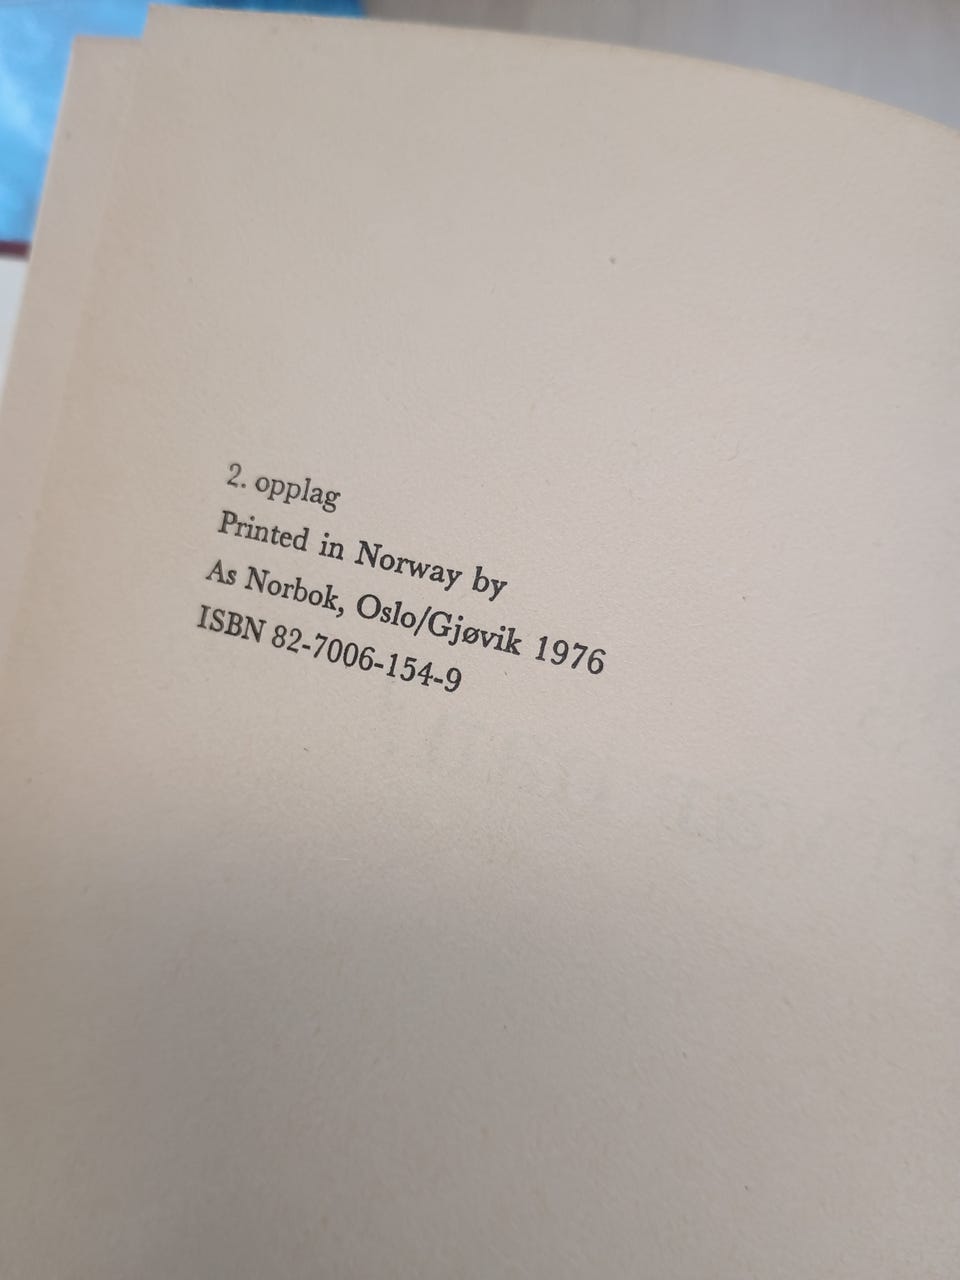 2. opplag
Printed in Norway by
As Norbok, Oslo/Gjøvik 1976
ISBN 82-7006-154-9